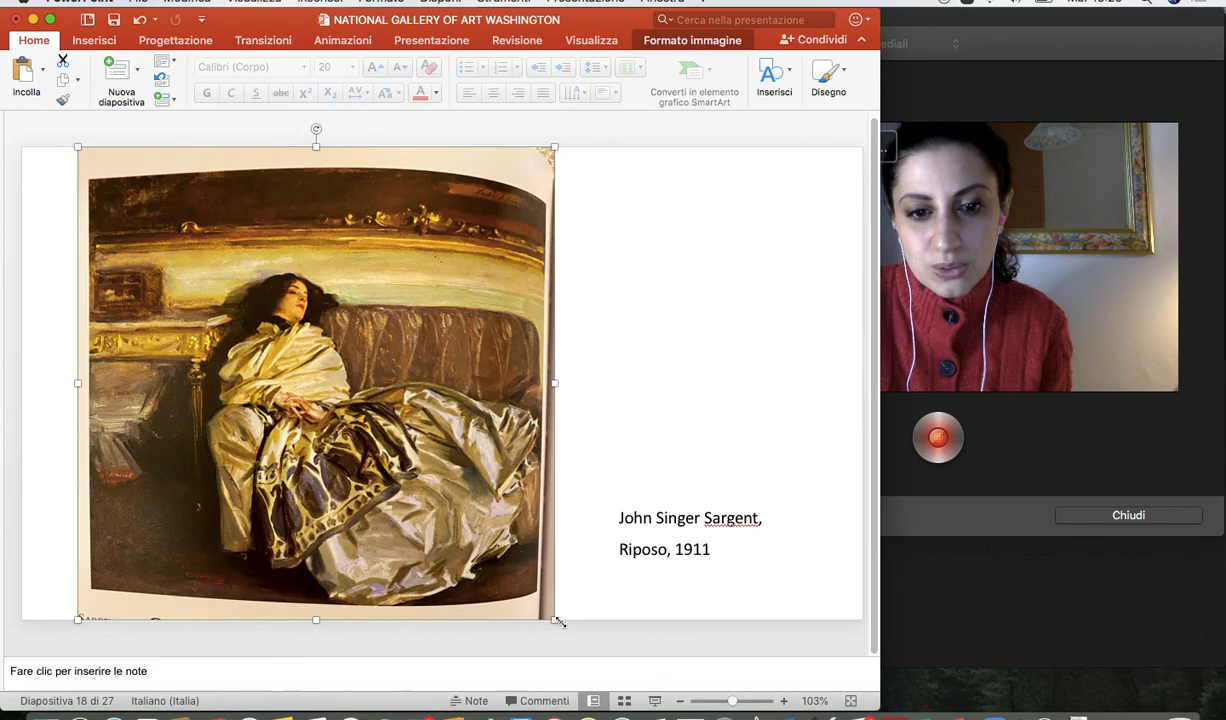 NATIONAL GALLERY OF ART WASHINGTON
Cerca nella presentazione
Home Inserisci Progettazione Transizioni Animazioni Presentazione Revisione Visualizza Formato immagine Condividi
Incolla
Nuova
diapositiva
Calibri (Corpo) 20
Converti in elemento
grafico SmartArt
Inserisci
Disegno
John Singer Sargent,
Riposo, 1911
Chiudi
Fare clic per inserire le note
Diapositiva 18 di 27 Italiano (Italia) Note Commenti 103%